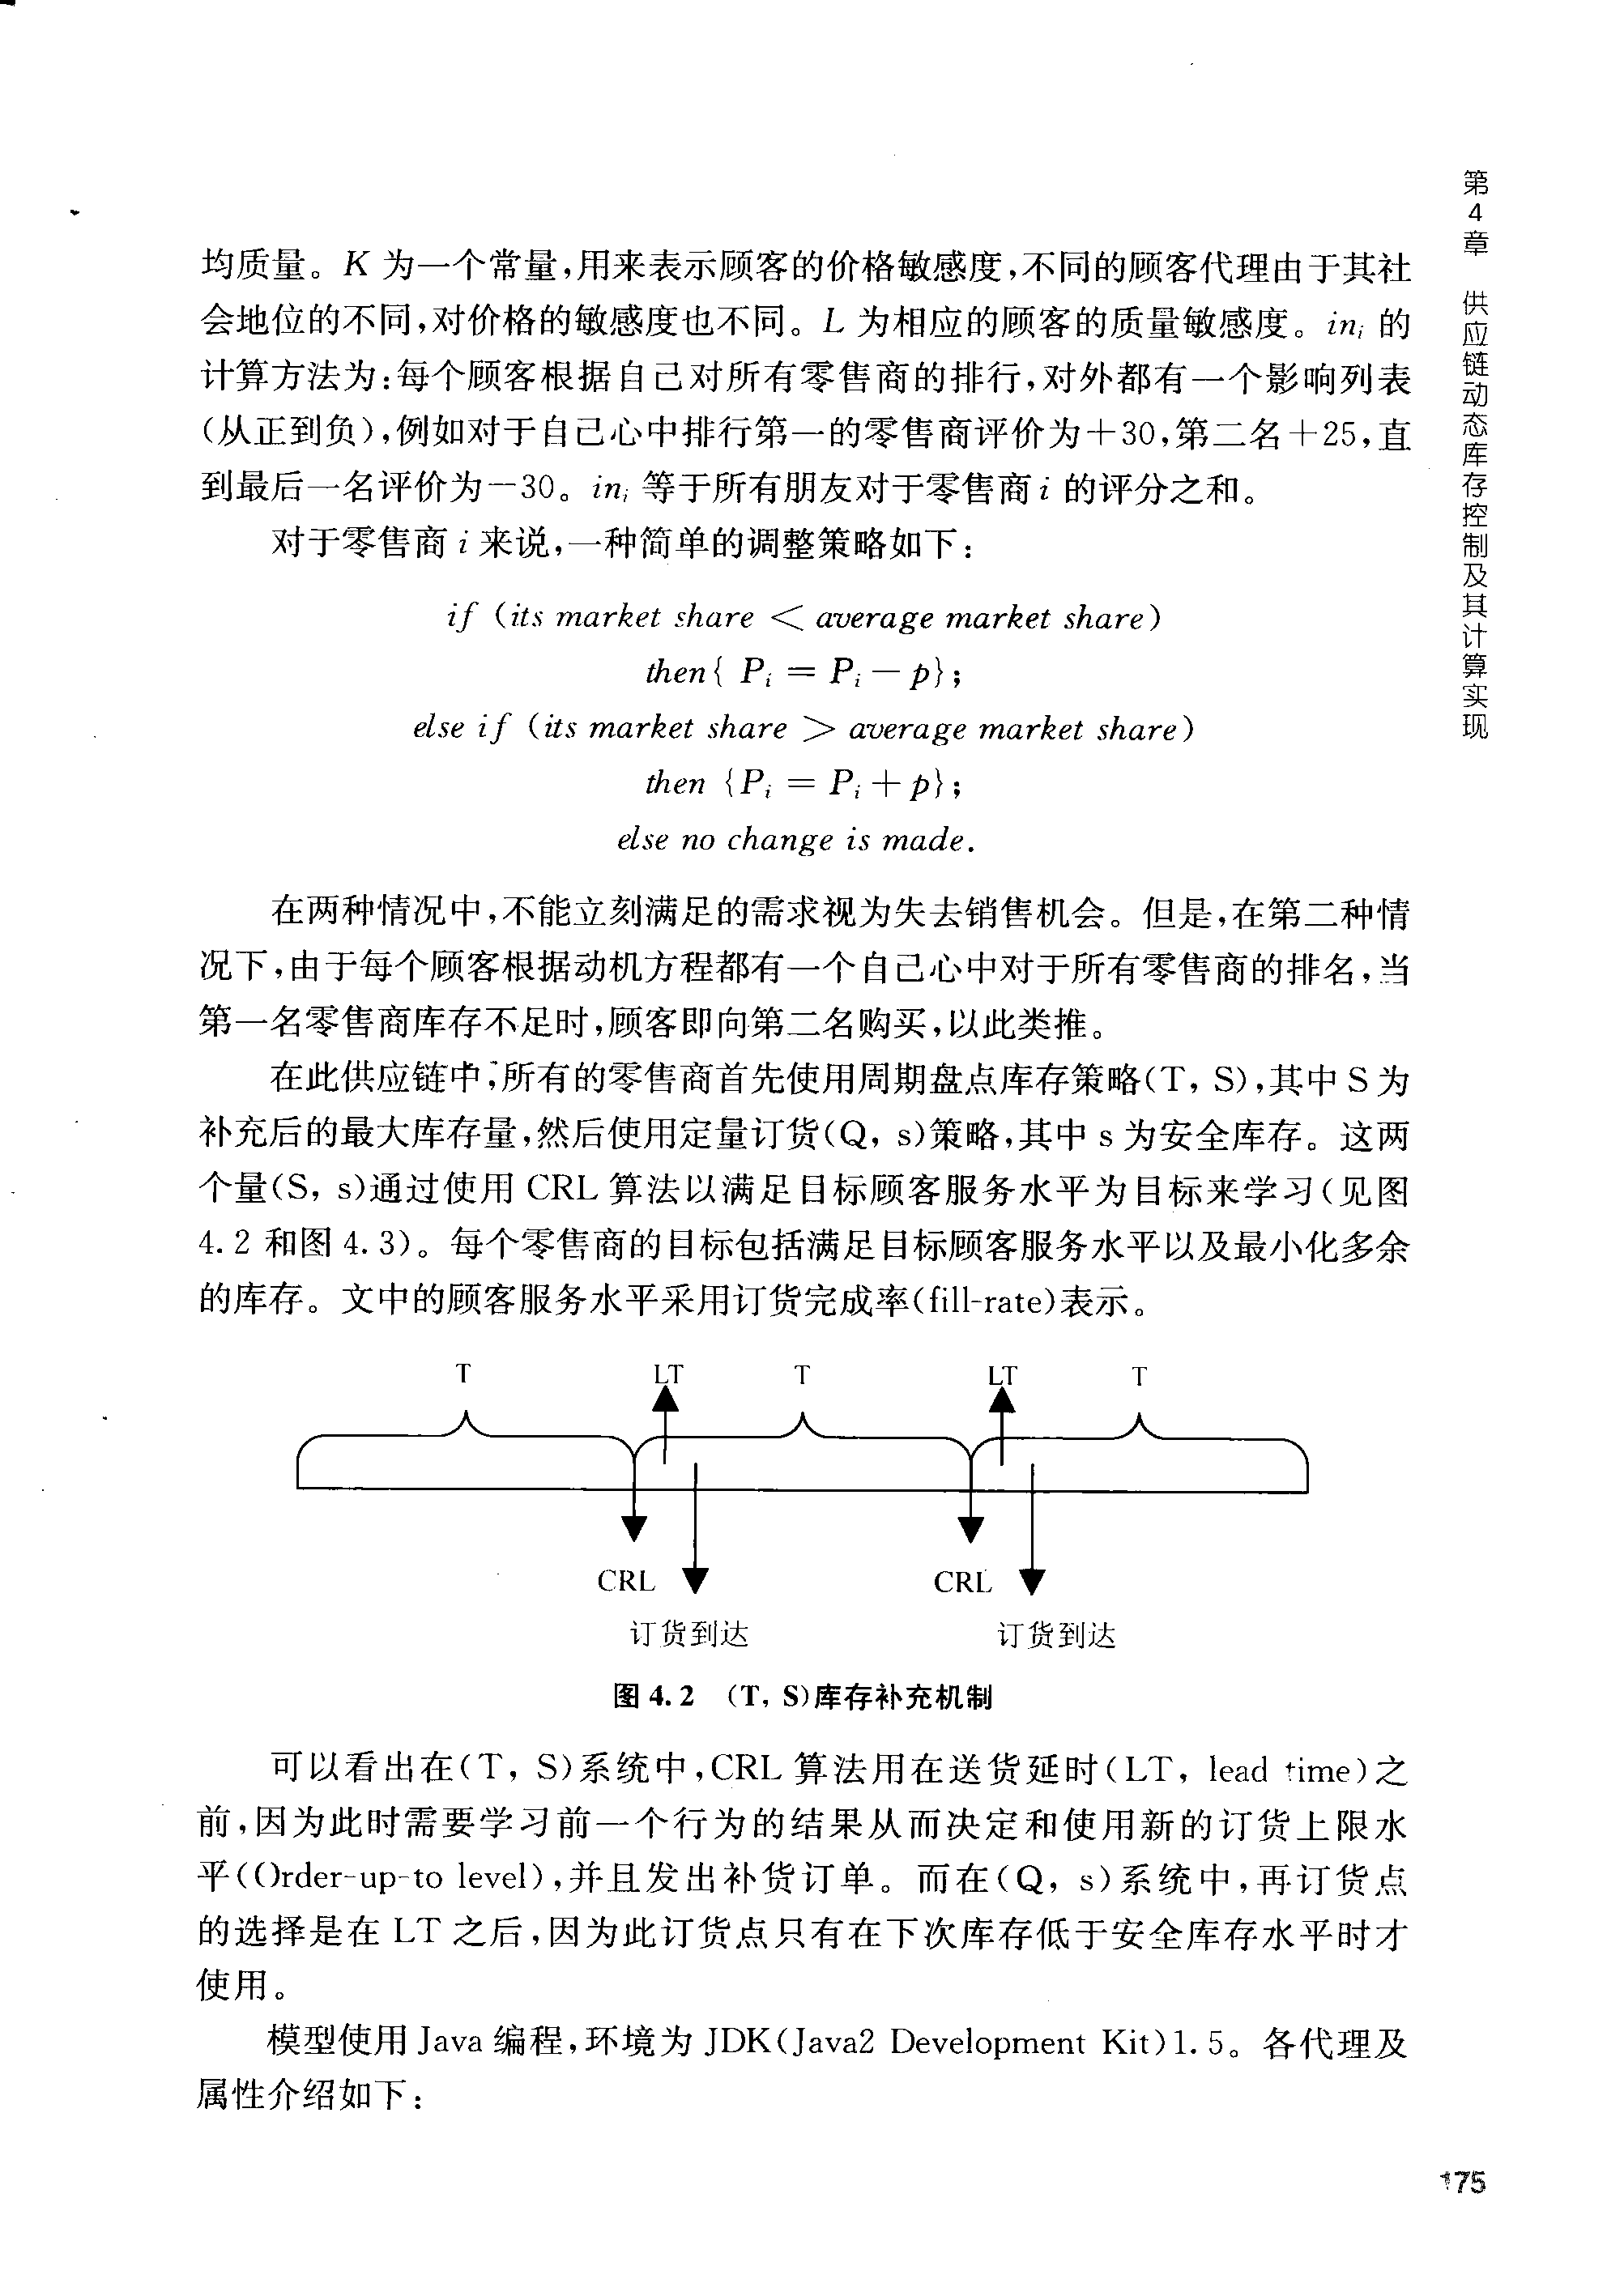 第4章 供应链动态库存控制及其计算实现
均质量。K 为一个常量,用来表示顾客的价格敏感度,不同的顾客代理由于其社
会地位的不同,对价格的敏感度也不同。L 为相应的顾客的质量敏感度。inᵢ 的
计算方法为:每个顾客根据自己对所有零售商的排行,对外都有一个影响列表
(从正到负),例如对于自己心中排行第一的零售商评价为+30,第二名+25,直
到最后一名评价为-30。inᵢ 等于所有朋友对于零售商 i 的评分之和。
对于零售商 i 来说,一种简单的调整策略如下:
if (its market share < average market share)
then{ Pᵢ = Pᵢ - p};
else if (its market share > average market share)
then {Pᵢ = Pᵢ + p};
else no change is made.
在两种情况中,不能立刻满足的需求视为失去销售机会。但是,在第二种情
况下,由于每个顾客根据动机方程都有一个自己心中对于所有零售商的排名,当
第一名零售商库存不足时,顾客即向第二名购买,以此类推。
在此供应链中,所有的零售商首先使用周期盘点库存策略(T, S),其中 S 为
补充后的最大库存量,然后使用定量订货(Q, s)策略,其中 s 为安全库存。这两
个量(S, s)通过使用 CRL 算法以满足目标顾客服务水平为目标来学习(见图
4.2 和图 4.3)。每个零售商的目标包括满足目标顾客服务水平以及最小化多余
的库存。文中的顾客服务水平采用订货完成率(fill-rate)表示。
T LT T LT T
CRL CRL
订货到达 订货到达
图 4.2 (T, S)库存补充机制
可以看出在(T, S)系统中,CRL 算法用在送货延时(LT, lead time)之
前,因为此时需要学习前一个行为的结果从而决定和使用新的订货上限水
平(Order-up-to level),并且发出补货订单。而在(Q, s)系统中,再订货点
的选择是在 LT 之后,因为此订货点只有在下次库存低于安全库存水平时才
使用。
模型使用 Java 编程,环境为 JDK(Java2 Development Kit)1.5。各代理及
属性介绍如下:
175